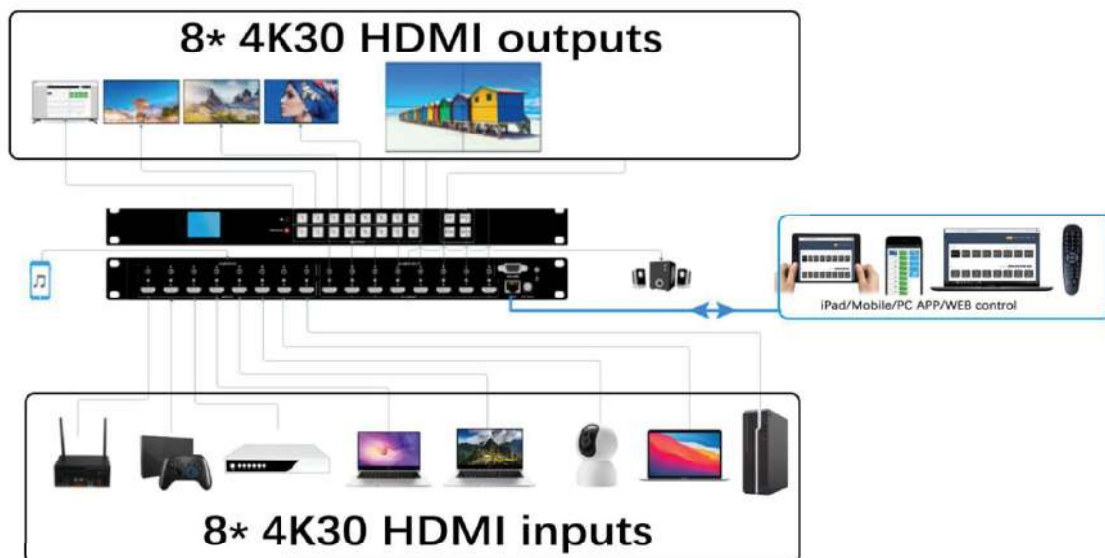 8* 4K30 HDMI outputs
iPad/Mobile/PC APP/WEB control
8* 4K30 HDMI inputs